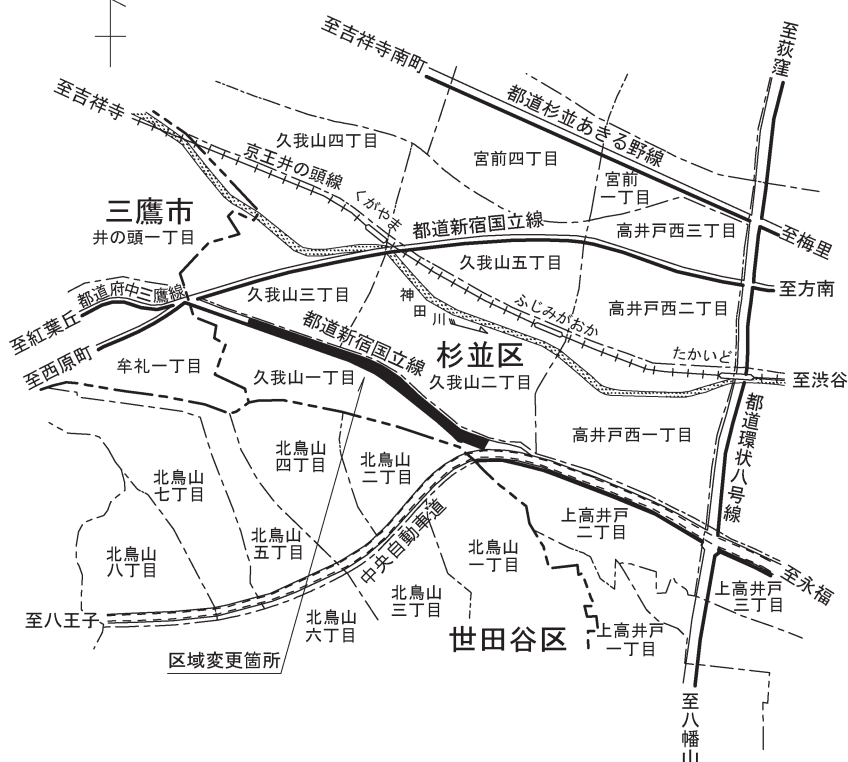 至吉祥寺南町
至荻窪
至吉祥寺
都道杉並あきる野線
久我山四丁目
京王井の頭線
宮前四丁目
宮前
一丁目
くがやま
三鷹市
井の頭一丁目
都道新宿国立線
高井戸西三丁目
至梅里
久我山五丁目
都道府中三鷹線
久我山三丁目
神田川
ふじみがおか
高井戸西二丁目
至方南
至紅葉丘
都道新宿国立線
杉並区
たかいど
至西原町
牟礼一丁目
久我山一丁目
久我山二丁目
至渋谷
都道環状八号線
高井戸西一丁目
北烏山
四丁目
北烏山
二丁目
北烏山
七丁目
上高井戸
二丁目
北烏山
五丁目
中央自動車道
北烏山
一丁目
北烏山
八丁目
至永福
上高井戸
三丁目
北烏山
三丁目
至八王子
北烏山
六丁目
世田谷区
上高井戸
一丁目
区域変更箇所
至八幡山